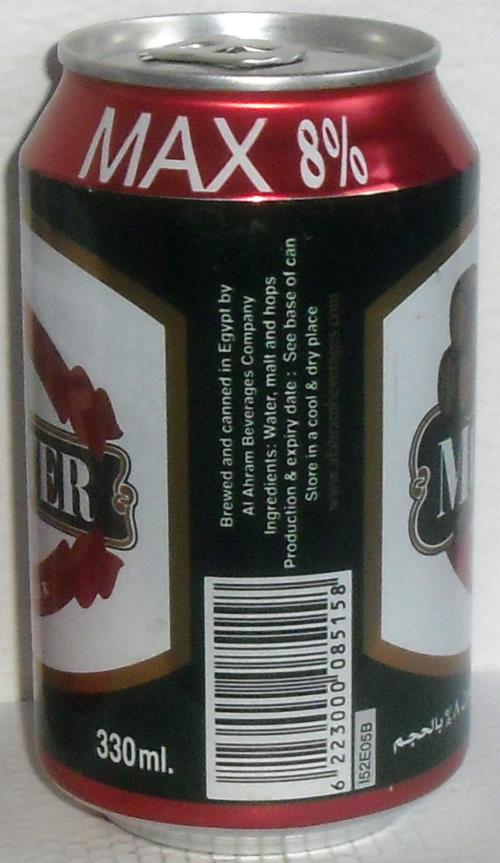 MAX 8%
ER
M
Brewed and canned in Egypt by
Al Ahram Beverages Company
Ingredients: Water, malt and hops
Production & expiry date : See base of can
Store in a cool & dry place
www.alahrambeverages.com
6 223000 085158
I52E05B
330ml.
٨٪ بالحجم